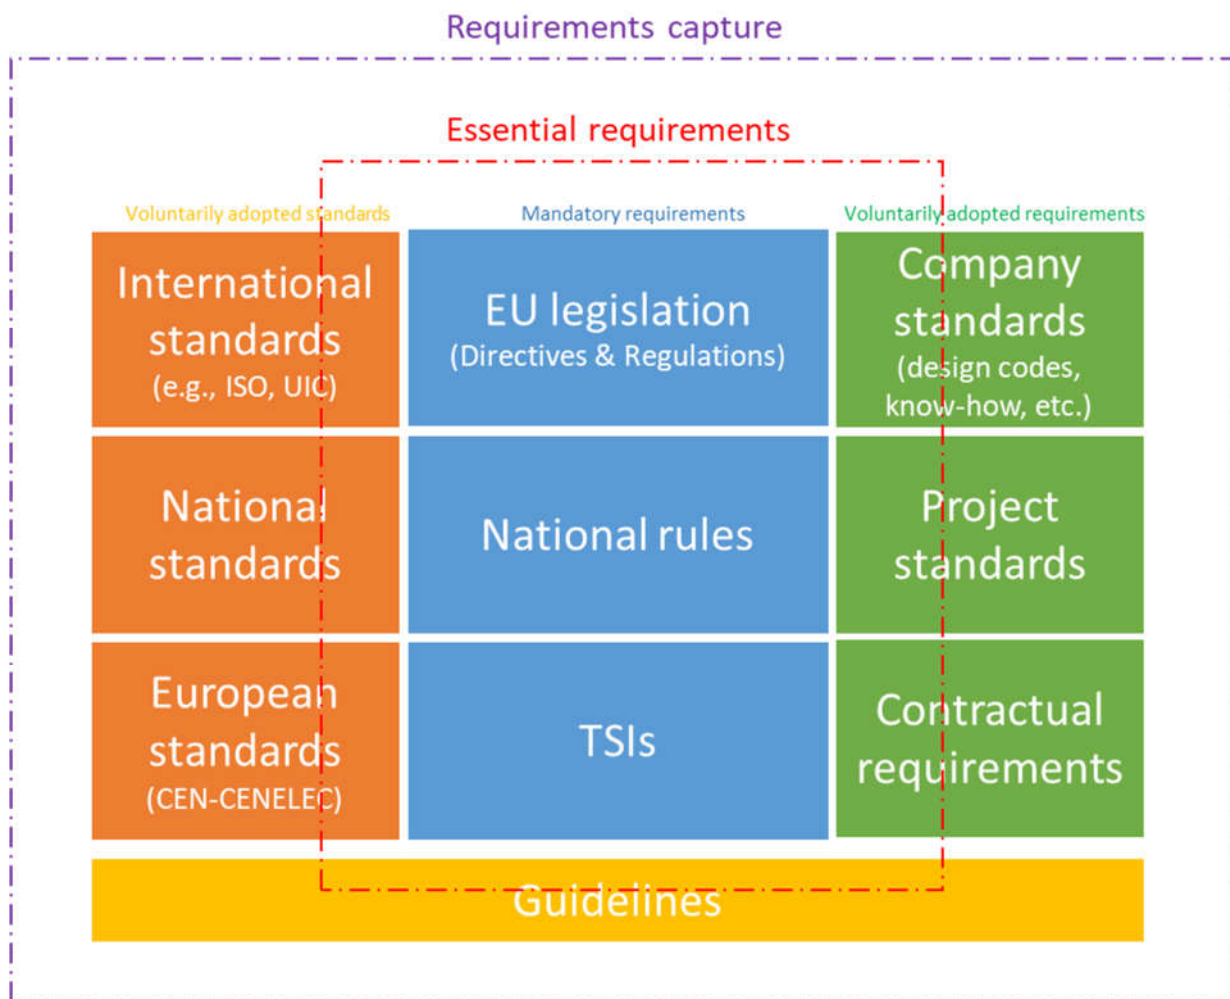 Requirements capture
Essential requirements
Voluntarily adopted standards
Mandatory requirements
Voluntarily adopted requirements
International
standards
(e.g., ISO, UIC)
EU legislation
(Directives & Regulations)
Company
standards
(design codes,
know-how, etc.)
National
standards
National rules
Project
standards
European
standards
(CEN-CENELEC)
TSIs
Contractual
requirements
Guidelines